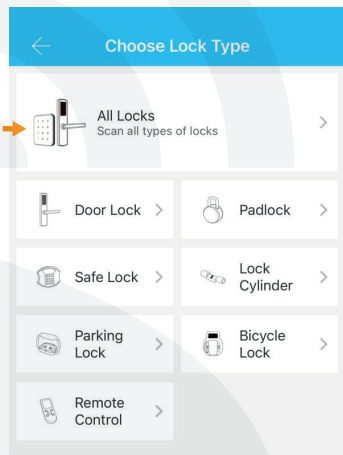 Choose Lock Type
All Locks
Scan all types of locks
Door Lock
Padlock
Safe Lock
Lock
Cylinder
Parking
Lock
Bicycle
Lock
Remote
Control